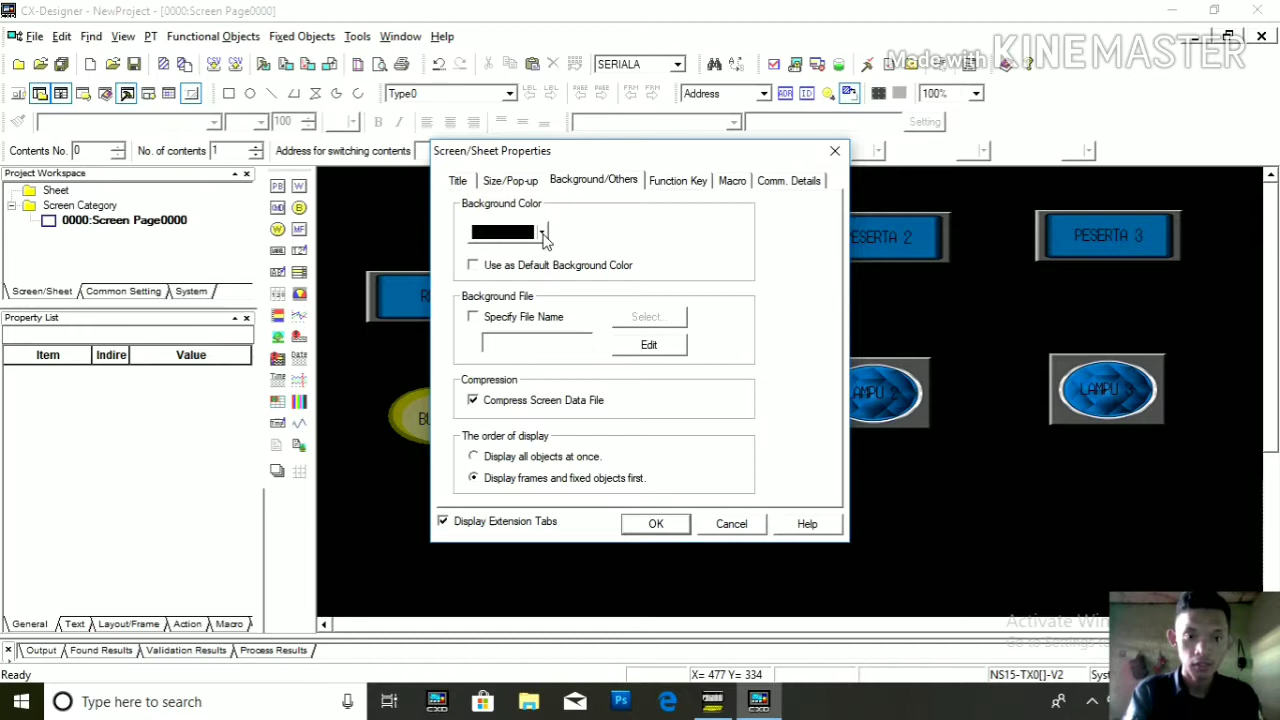 CX-Designer - NewProject - [0000:Screen Page0000]
File Edit Find View PT Functional Objects Fixed Objects Tools Window Help
Made with KINEMASTER
SERIALA
Type0
Address
100%
100
B I
Setting
Contents No. 0 No. of contents 1 Address for switching contents
Project Workspace
Sheet
Screen Category
0000:Screen Page0000
Screen/Sheet Common Setting System
Property List
Item Indire Value
General Text Layout/Frame Action Macro
Screen/Sheet Properties
Title Size/Pop-up Background/Others Function Key Macro Comm. Details
Background Color
Use as Default Background Color
Background File
Specify File Name Select...
Edit
Compression
Compress Screen Data File
The order of display
Display all objects at once.
Display frames and fixed objects first.
Display Extension Tabs OK Cancel Help
PESERTA 2
PESERTA 3
LAMPU 2
LAMPU 3
Output Found Results Validation Results Process Results
Ready X= 477 Y= 334 NS15-TX0[]-V2
Type here to search